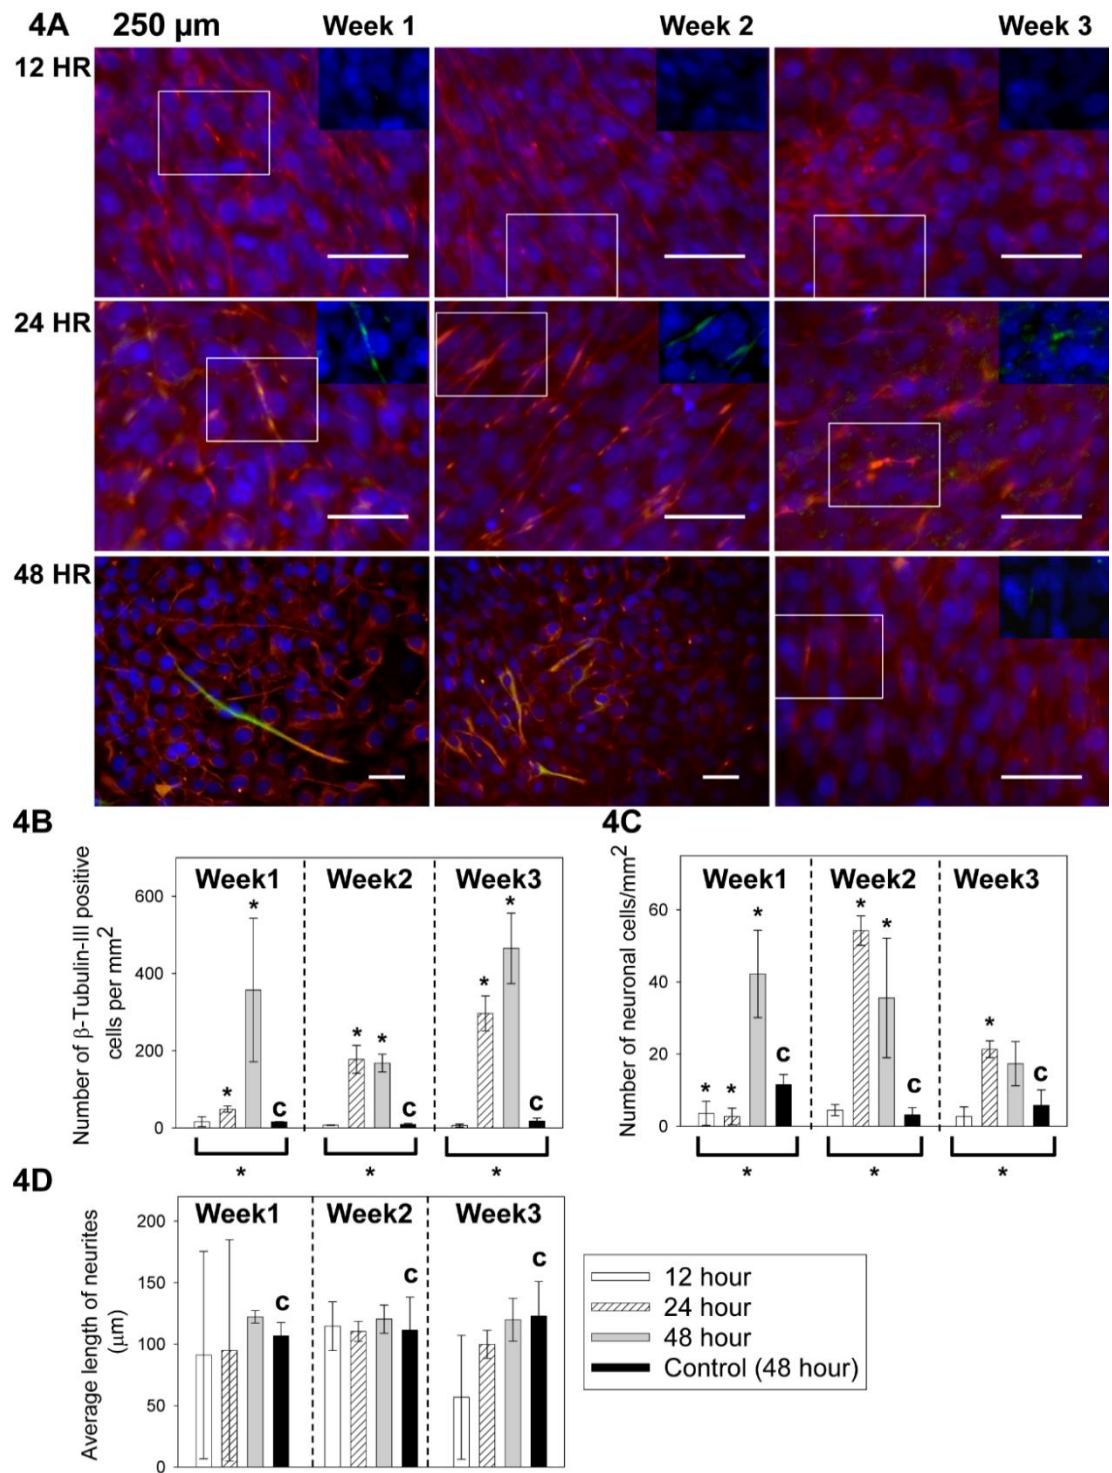 4A 250 µm Week 1 Week 2 Week 3
12 HR
24 HR
48 HR
4B
Number of β-Tubulin-III positive
cells per mm²
Week1 Week2 Week3
600
400
200
0
* * * * * *
C C C
* * *
4C
Number of neuronal cells/mm²
Week1 Week2 Week3
60
40
20
0
* * * * * *
C C C
* * *
4D
Average length of neurites
(µm)
Week1 Week2 Week3
200
150
100
50
0
C C C
12 hour
24 hour
48 hour
Control (48 hour)